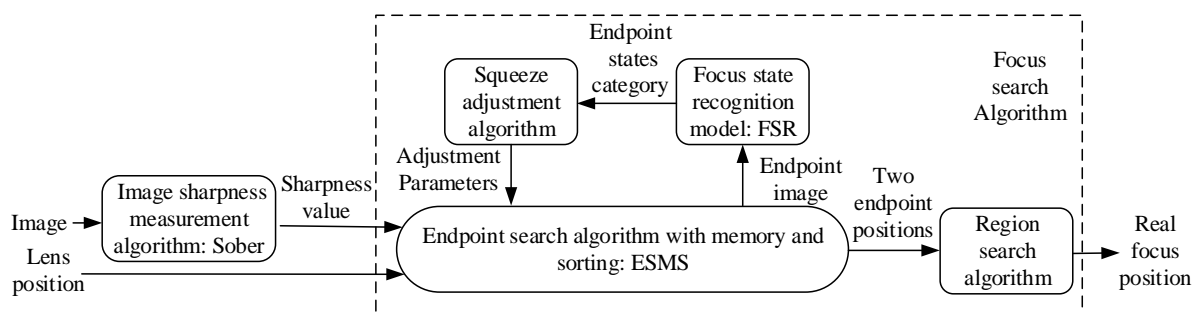 Image
Lens
position
Image sharpness
measurement
algorithm: Sober
Sharpness
value
Squeeze
adjustment
algorithm
Adjustment
Parameters
Endpoint
states
category
Focus state
recognition
model: FSR
Endpoint
image
Endpoint search algorithm with memory and
sorting: ESMS
Two
endpoint
positions
Region
search
algorithm
Focus
search
Algorithm
Real
focus
position